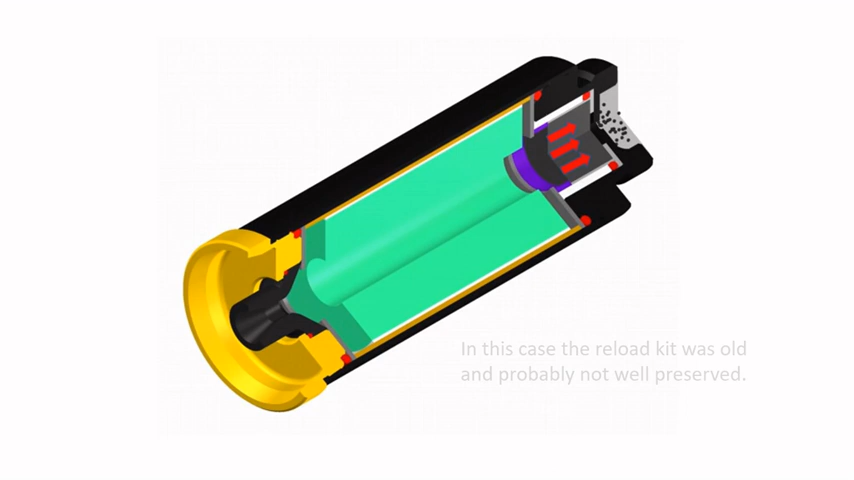 In this case the reload kit was old
and probably not well preserved.